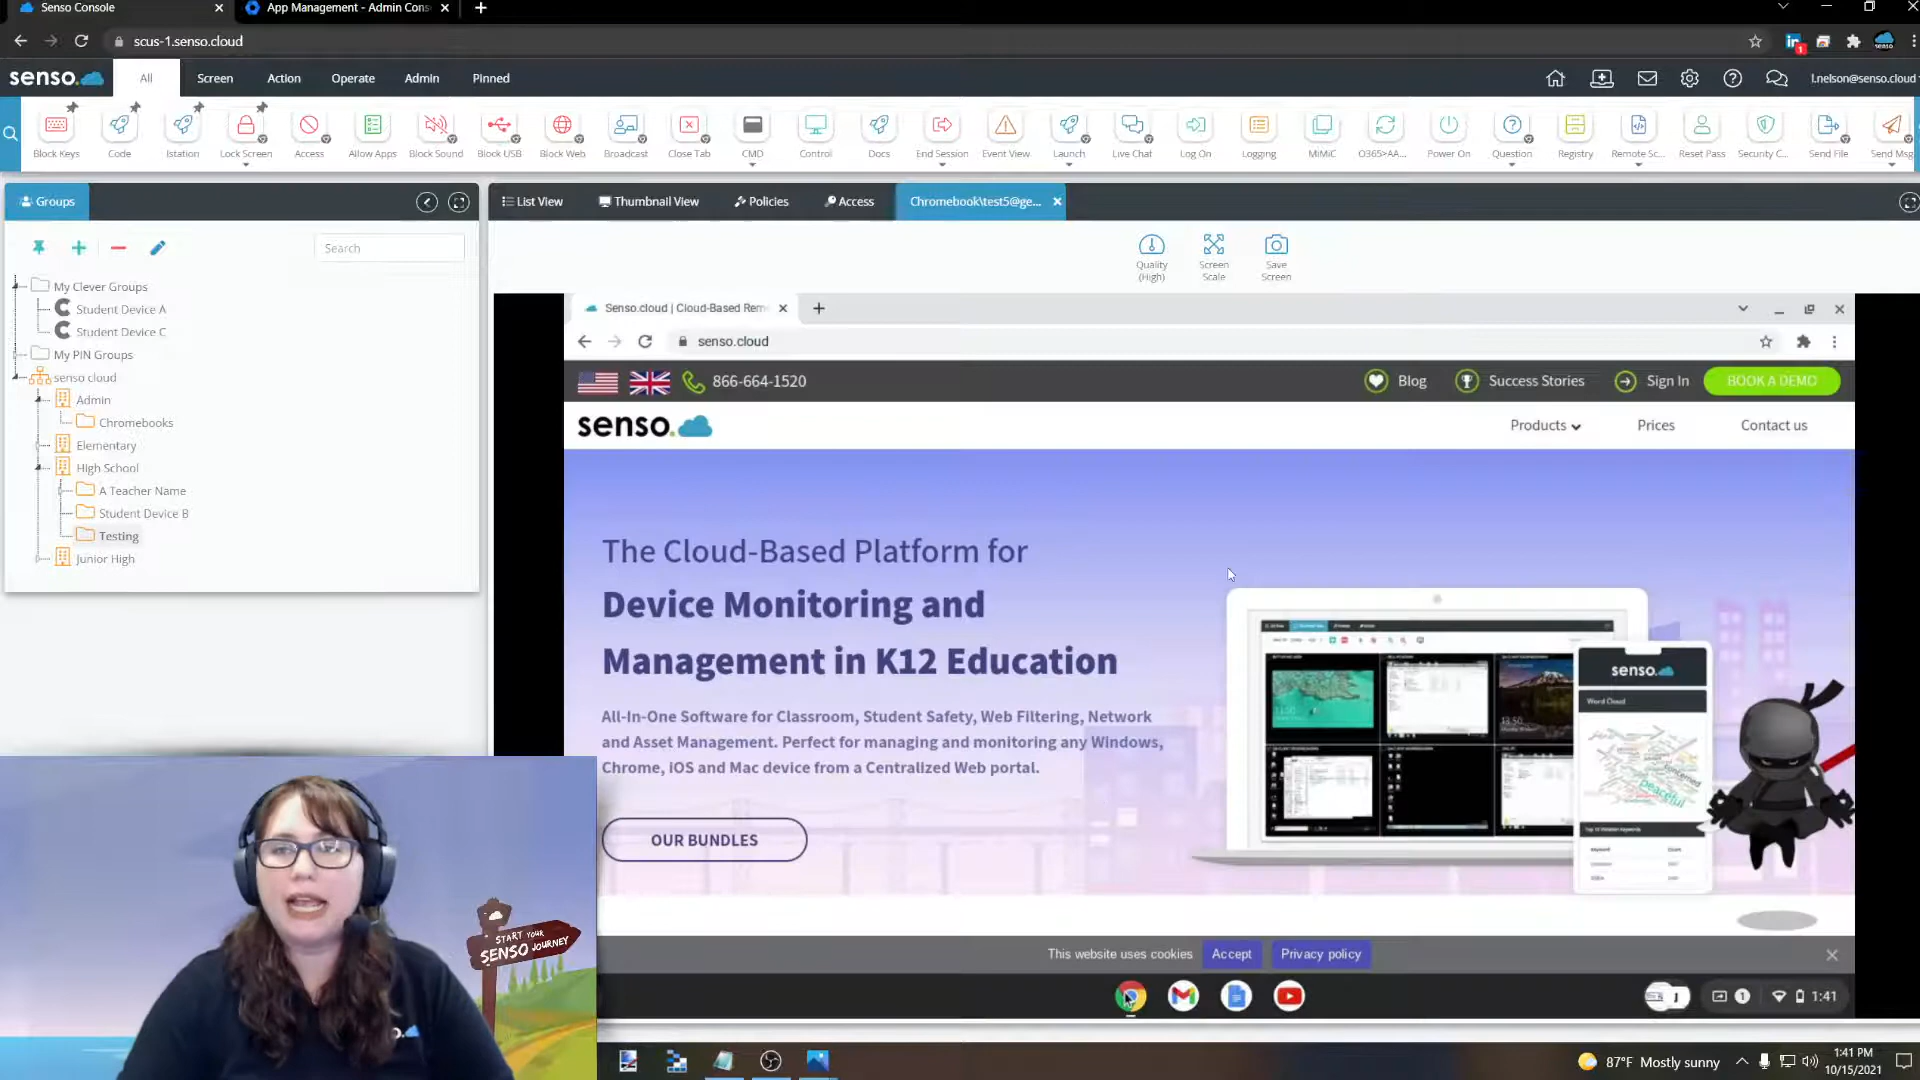 Senso Console
App Management - Admin Cons
scus-1.senso.cloud
senso.
All
Screen
Action
Operate
Admin
Pinned
l.nelson@senso.cloud
Block Keys
Code
Istation
Lock Screen
Access
Allow Apps
Block Sound
Block USB
Block Web
Broadcast
Close Tab
CMD
Control
Docs
End Session
Event View
Launch
Live Chat
Log On
Logging
MiMiC
O365>AA...
Power On
Question
Registry
Remote Sc...
Reset Pass
Security C...
Send File
Send Msg
Groups
List View
Thumbnail View
Policies
Access
Chromebook\test5@ge...
Search
Quality (High)
Screen Scale
Save Screen
My Clever Groups
Student Device A
Student Device C
My PIN Groups
senso cloud
Admin
Chromebooks
Elementary
High School
A Teacher Name
Student Device B
Testing
Junior High
Senso.cloud | Cloud-Based Rem
senso.cloud
866-664-1520
Blog
Success Stories
Sign In
BOOK A DEMO
senso.
Products
Prices
Contact us
The Cloud-Based Platform for
Device Monitoring and
Management in K12 Education
All-In-One Software for Classroom, Student Safety, Web Filtering, Network
and Asset Management. Perfect for managing and monitoring any Windows,
Chrome, iOS and Mac device from a Centralized Web portal.
OUR BUNDLES
senso.
Word Cloud
peaceful
START YOUR
SENSO JOURNEY
This website uses cookies
Accept
Privacy policy
1
1:41
87°F Mostly sunny
1:41 PM
10/15/2021